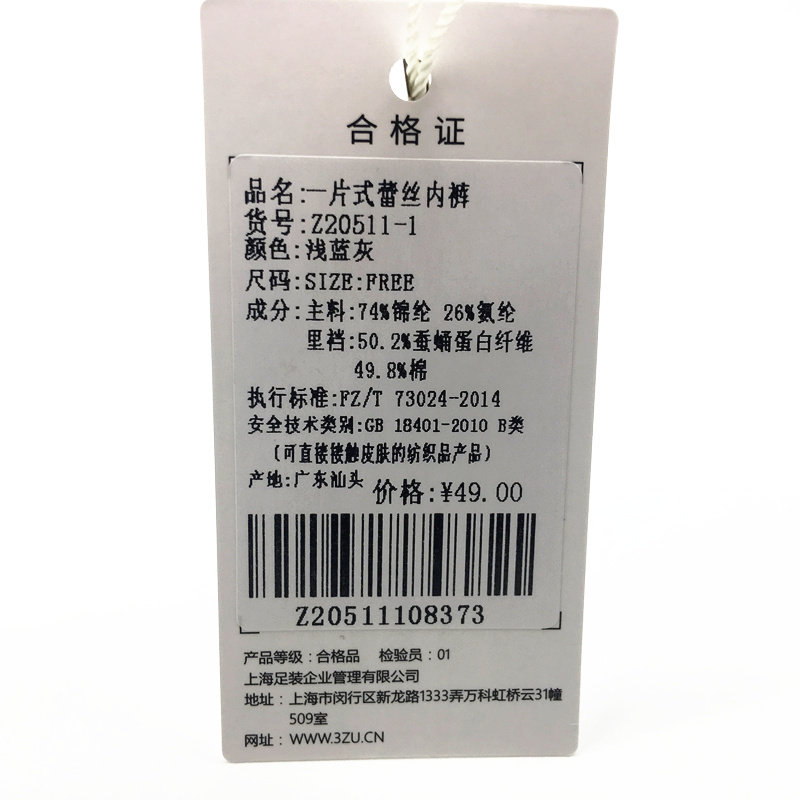 合格证
品名:一片式蕾丝内裤
货号:Z20511-1
颜色:浅蓝灰
尺码:SIZE:FREE
成分:主料:74%锦纶 26%氨纶
里裆:50.2%蚕蛹蛋白纤维
49.8%棉
执行标准:FZ/T 73024-2014
安全技术类别:GB 18401-2010 B类
(可直接接触皮肤的纺织品产品)
产地:广东汕头 价格:¥49.00
Z20511108373
产品等级:合格品 检验员:01
上海足装企业管理有限公司
地址:上海市闵行区新龙路1333弄万科虹桥云31幢
509室
网址:WWW.3ZU.CN